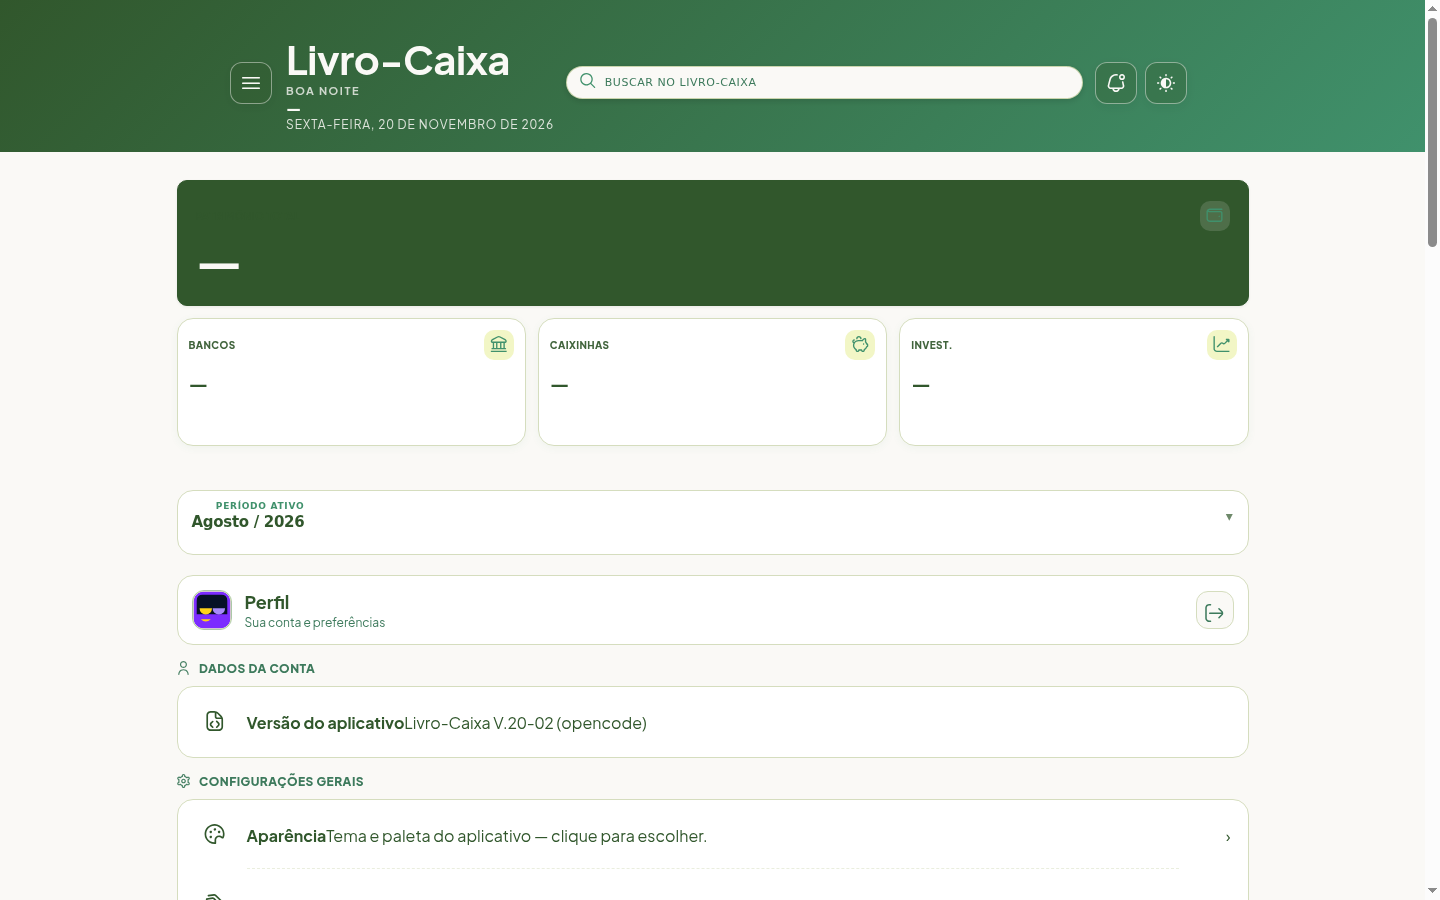 Livro-Caixa
BOA NOITE
—
SEXTA-FEIRA, 20 DE NOVEMBRO DE 2026
BUSCAR NO LIVRO-CAIXA
—
BANCOS
—
CAIXINHAS
—
INVEST.
—
PERÍODO ATIVO
Agosto / 2026
▼
Perfil
Sua conta e preferências
DADOS DA CONTA
Versão do aplicativoLivro-Caixa V.20-02 (opencode)
CONFIGURAÇÕES GERAIS
AparênciaTema e paleta do aplicativo — clique para escolher.
›